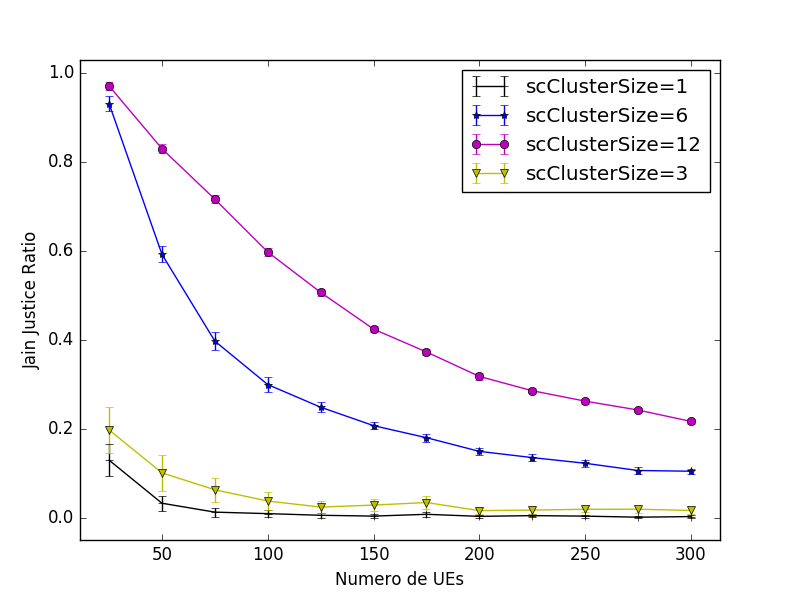 1.0
0.8
0.6
0.4
0.2
0.0
Jain Justice Ratio
scClusterSize=1
scClusterSize=6
scClusterSize=12
scClusterSize=3
50
100
150
200
250
300
Numero de UEs